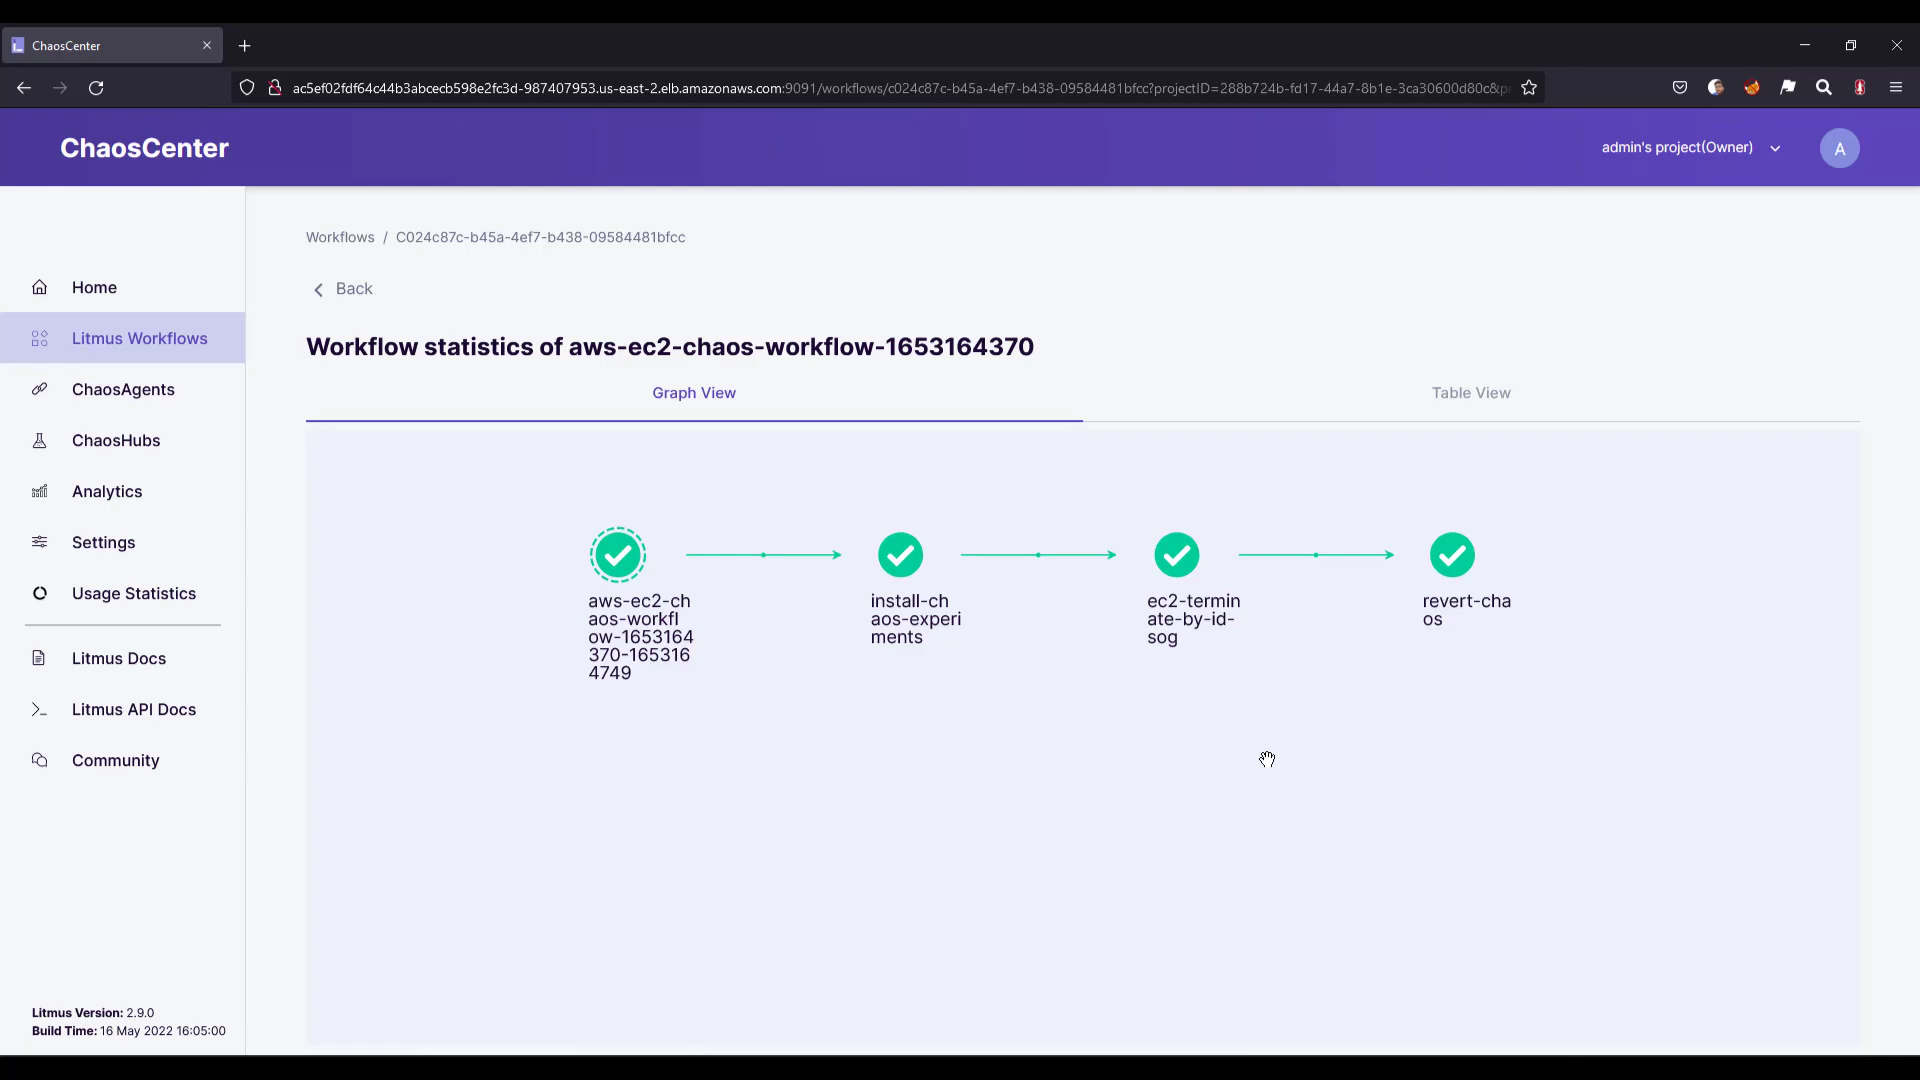 ChaosCenter
ac5ef02fdf64c44b3abcecb598e2fc3d-987407953.us-east-2.elb.amazonaws.com:9091/workflows/c024c87c-b45a-4ef7-b438-09584481bfcc?projectID=288b724b-fd17-44a7-8b1e-3ca30600d80c&p
ChaosCenter
admin's project(Owner)
A
Workflows / C024c87c-b45a-4ef7-b438-09584481bfcc
Back
Home
Litmus Workflows
ChaosAgents
ChaosHubs
Analytics
Settings
Usage Statistics
Litmus Docs
Litmus API Docs
Community
Litmus Version: 2.9.0
Build Time: 16 May 2022 16:05:00
Workflow statistics of aws-ec2-chaos-workflow-1653164370
Graph View
Table View
aws-ec2-ch
aos-workfl
ow-1653164
370-165316
4749
install-ch
aos-experi
ments
ec2-termin
ate-by-id-
sog
revert-cha
os